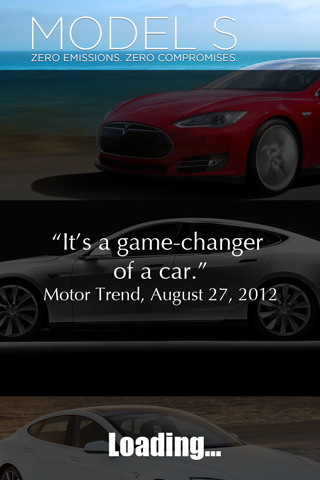 MODEL S
ZERO EMISSIONS. ZERO COMPROMISES.
“It’s a game-changer
of a car.”
Motor Trend, August 27, 2012
Loading...